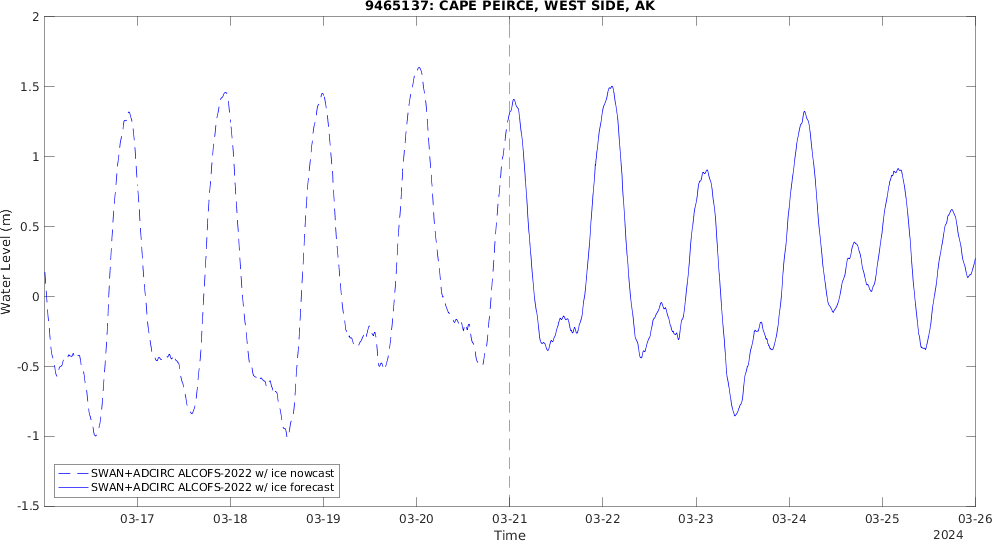 9465137: CAPE PEIRCE, WEST SIDE, AK
2
1.5
1
0.5
0
-0.5
-1
-1.5
Water Level (m)
SWAN+ADCIRC ALCOFS-2022 w/ ice nowcast
SWAN+ADCIRC ALCOFS-2022 w/ ice forecast
03-17 03-18 03-19 03-20 03-21 03-22 03-23 03-24 03-25 03-26
Time
2024